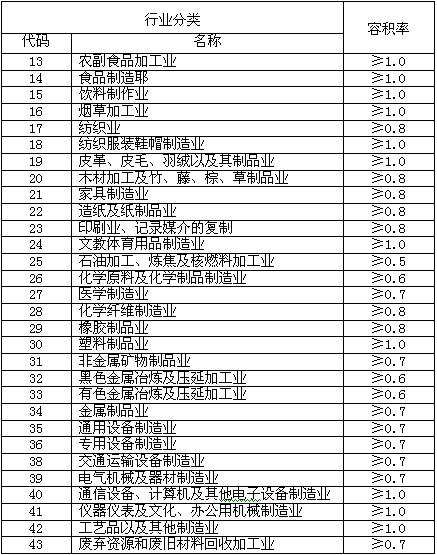 行业分类 容积率
代码 名称
13 农副食品加工业 ≥1.0
14 食品制造耶 ≥1.0
15 饮料制作业 ≥1.0
16 烟草加工业 ≥1.0
17 纺织业 ≥0.8
18 纺织服装鞋帽制造业 ≥1.0
19 皮革、皮毛、羽绒以及其制品业 ≥1.0
20 木材加工及竹、藤、棕、草制品业 ≥0.8
21 家具制造业 ≥0.8
22 造纸及纸制品业 ≥0.8
23 印刷业、记录媒介的复制 ≥0.8
24 文教体育用品制造业 ≥1.0
25 石油加工、炼焦及核燃料加工业 ≥0.5
26 化学原料及化学制品制造业 ≥0.6
27 医学制造业 ≥0.7
28 化学纤维制造业 ≥0.8
29 橡胶制品业 ≥0.8
30 塑料制品业 ≥1.0
31 非金属矿物制品业 ≥0.7
32 黑色金属冶炼及压延加工业 ≥0.6
33 有色金属冶炼及压延加工业 ≥0.6
34 金属制品业 ≥0.7
35 通用设备制造业 ≥0.7
36 专用设备制造业 ≥0.7
38 交通运输设备制造业 ≥0.7
39 电气机械及器材制造业 ≥0.7
40 通信设备、计算机及其他电子设备制造业 ≥1.0
41 仪器仪表及文化、办公用机械制造业 ≥1.0
42 工艺品以及其他制造业 ≥1.0
43 废弃资源和废旧材料回收加工业 ≥0.7